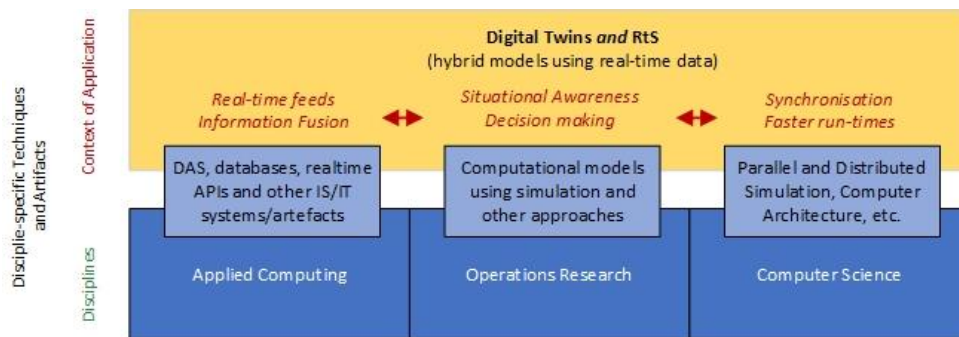 Disciplie-specific Techniques
and Artifacts
Context of Application
Disciplines
Digital Twins and RtS
(hybrid models using real-time data)
Real-time feeds
Information Fusion
Situational Awareness
Decision making
Synchronisation
Faster run-times
DAS, databases, realtime
APIs and other IS/IT
systems/artefacts
Computational models
using simulation and
other approaches
Parallel and Distributed
Simulation, Computer
Architecture, etc.
Applied Computing
Operations Research
Computer Science